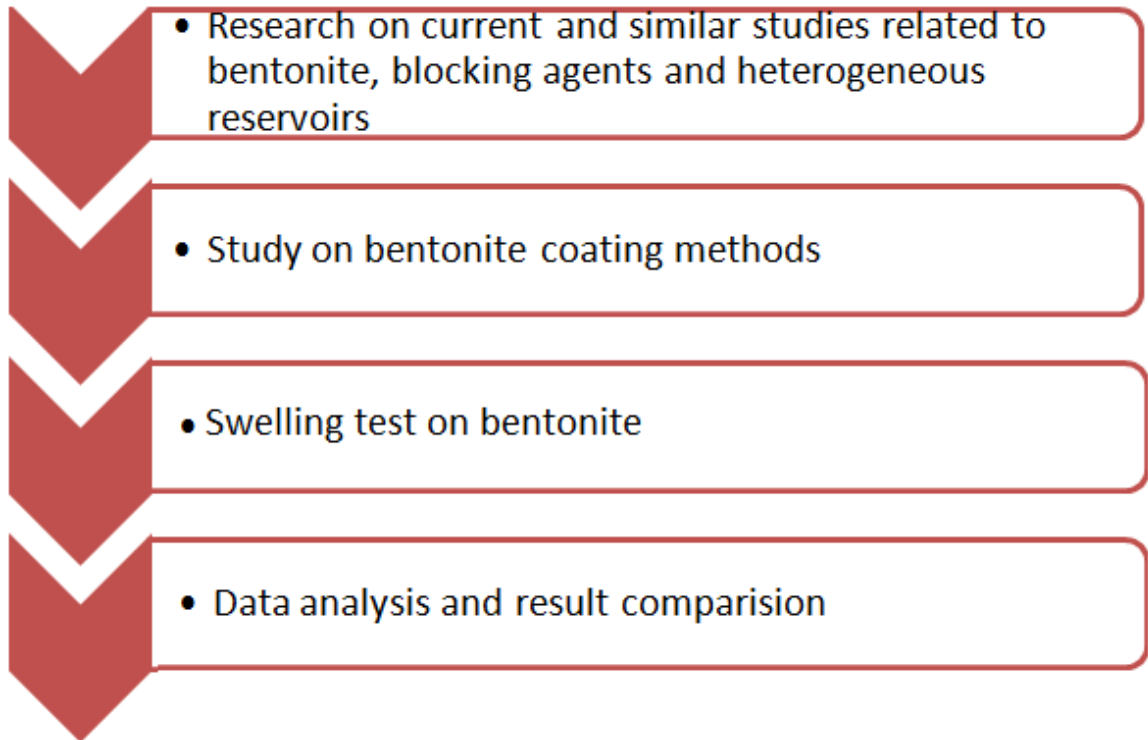 • Research on current and similar studies related to
bentonite, blocking agents and heterogeneous
reservoirs
• Study on bentonite coating methods
• Swelling test on bentonite
• Data analysis and result comparision